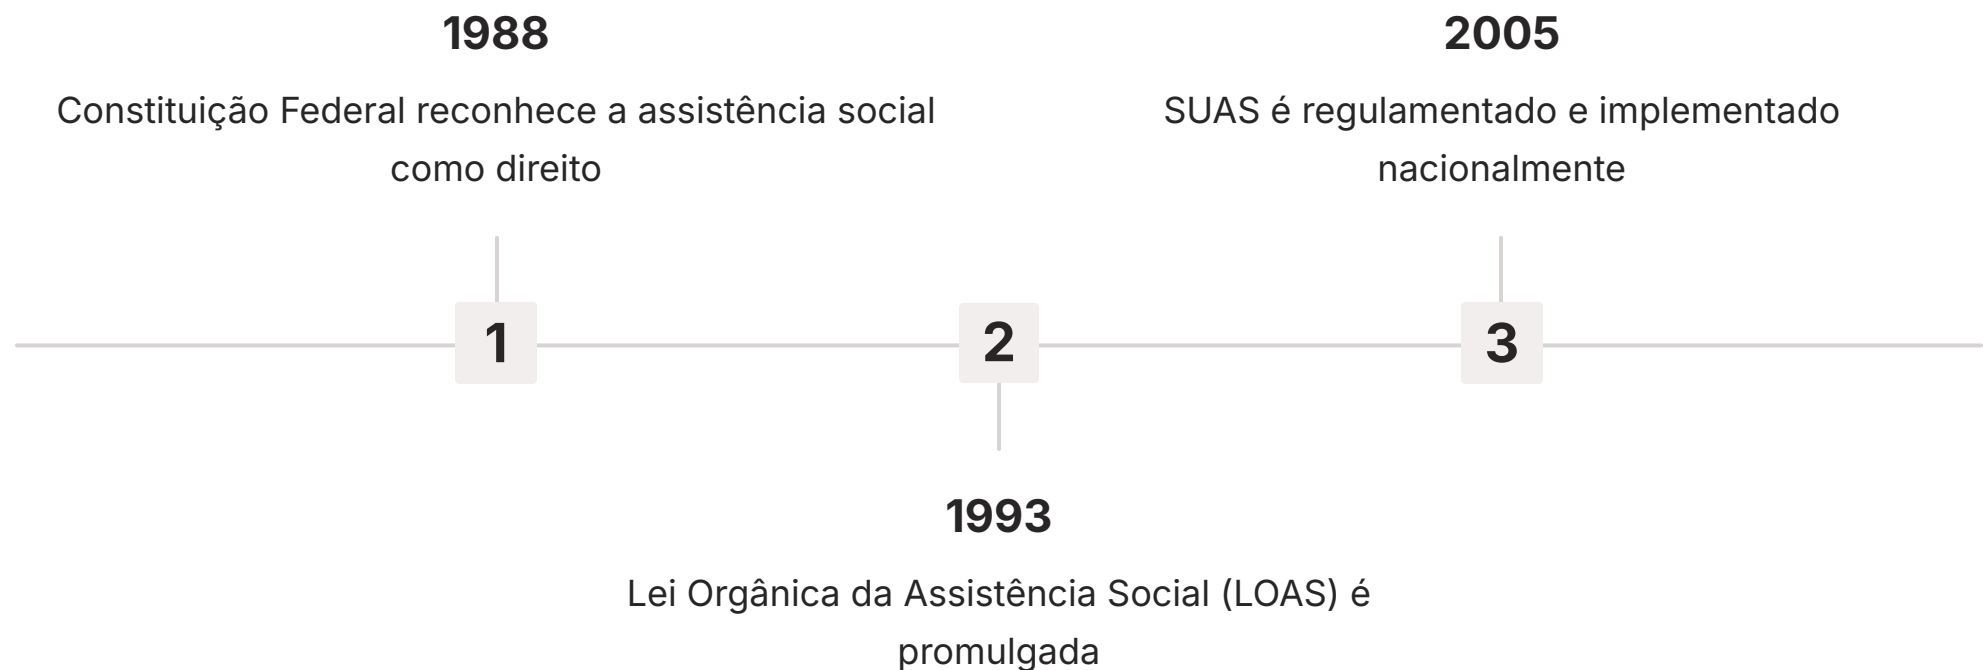 1988
Constituição Federal reconhece a assistência social
como direito
2005
SUAS é regulamentado e implementado
nacionalmente
1
2
3
1993
Lei Orgânica da Assistência Social (LOAS) é
promulgada